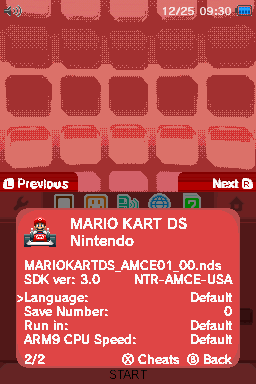 12/25 09:30
L Previous
Next R
MARIO KART DS
Nintendo
MARIOKARTDS_AMCE01_00.nds
SDK ver: 3.0 NTR-AMCE-USA
>Language: Default
Save Number: 0
Run in: Default
ARM9 CPU Speed: Default
2/2 X Cheats B Back
START